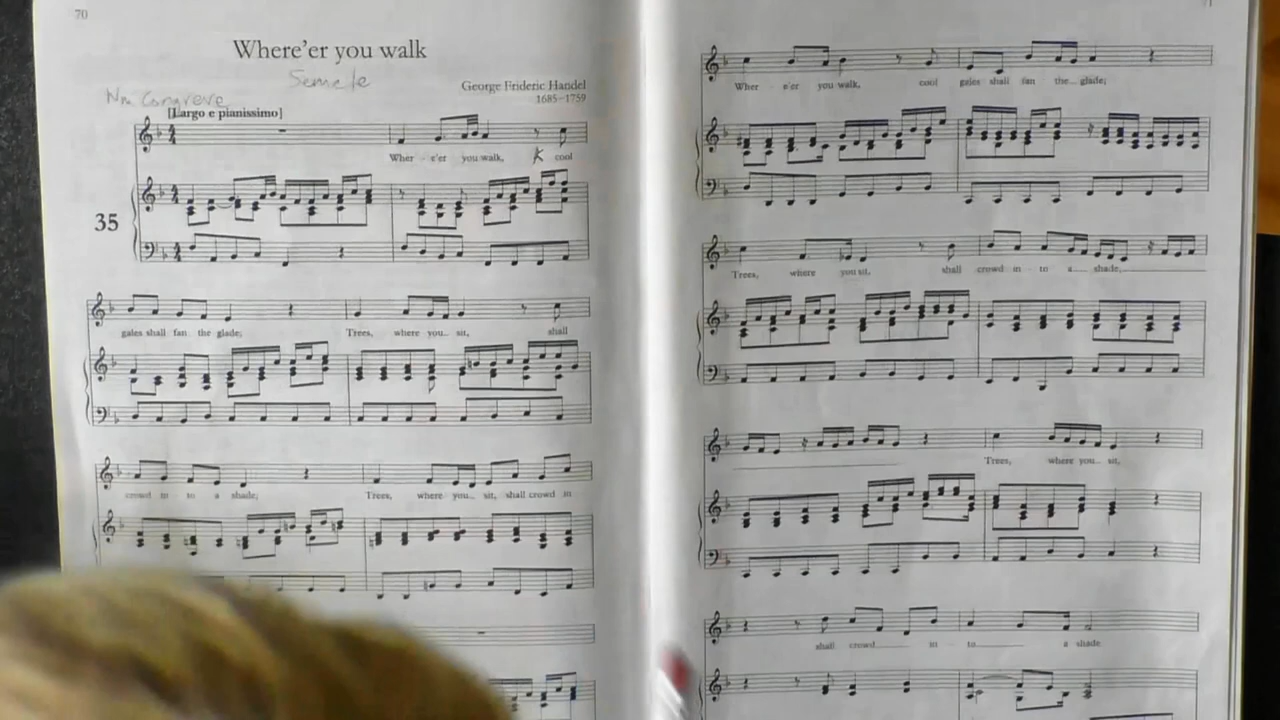 70
Where'er you walk
Semele
George Frideric Handel
1685–1759
Wm Congreve
[Largo e pianissimo]
Wher - e'er you walk, cool
35
gales shall fan the glade;
Trees, where you sit, shall
crowd in - to a shade;
Trees, where you sit, shall crowd in
Wher - e'er you walk, cool gales shall fan the glade;
Trees, where you sit, shall crowd in - to a shade,
Trees, where you sit,
shall crowd in to a shade.